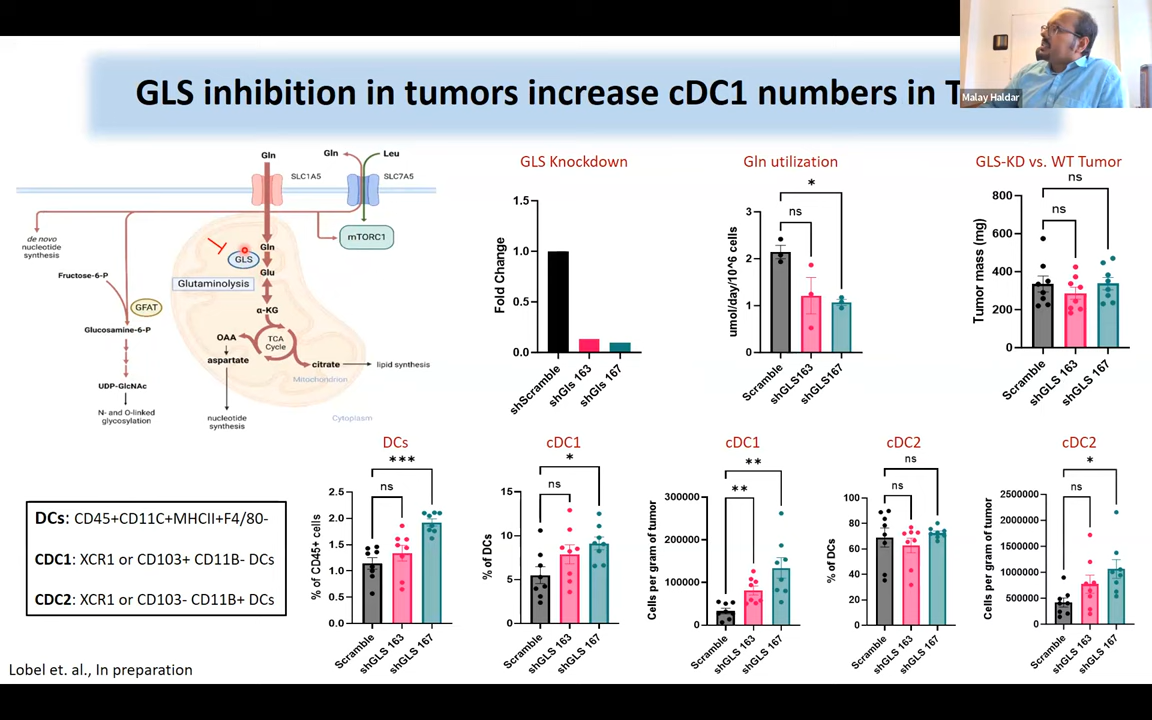 GLS inhibition in tumors increase cDC1 numbers in T
Malay Haldar
Gln
Gln
Leu
SLC1A5
SLC7A5
de novo
nucleotide
synthesis
mTORC1
Gln
GLS
Glu
Glutaminolysis
Fructose-6-P
GFAT
Glucosamine-6-P
α-KG
OAA
TCA
Cycle
aspartate
citrate
lipid synthesis
Mitochondrion
UDP-GlcNAc
N- and O-linked
glycosylation
nucleotide
synthesis
Cytoplasm
GLS Knockdown
Fold Change
1.5
1.0
0.5
0.0
shScramble
shGls 163
shGls 167
Gln utilization
umol/day/10^6 cells
3
2
1
0
ns
*
Scramble
shGLS163
shGLS167
GLS-KD vs. WT Tumor
Tumor mass (mg)
800
600
400
200
0
ns
ns
Scramble
shGLS 163
shGLS 167
DCs: CD45+CD11C+MHCII+F4/80-
CDC1: XCR1 or CD103+ CD11B- DCs
CDC2: XCR1 or CD103- CD11B+ DCs
DCs
% of CD45+ cells
2.5
2.0
1.5
1.0
0.5
0.0
***
ns
Scramble
shGLS 163
shGLS 167
cDC1
% of DCs
15
10
5
0
*
ns
Scramble
shGLS 163
shGLS 167
cDC1
Cells per gram of tumor
300000
200000
100000
0
**
**
Scramble
shGLS 163
shGLS 167
cDC2
% of DCs
100
80
60
40
20
0
ns
ns
Scramble
shGLS 163
shGLS 167
cDC2
Cells per gram of tumor
2500000
2000000
1500000
1000000
500000
0
*
ns
Scramble
shGLS 163
shGLS 167
Lobel et. al., In preparation